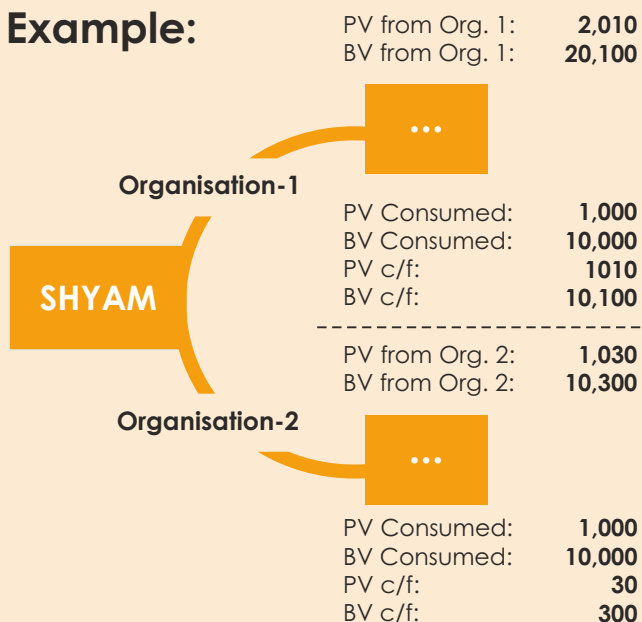 Example:
PV from Org. 1: 2,010
BV from Org. 1: 20,100
...
Organisation-1
PV Consumed: 1,000
BV Consumed: 10,000
PV c/f: 1010
BV c/f: 10,100
SHYAM
PV from Org. 2: 1,030
BV from Org. 2: 10,300
Organisation-2
...
PV Consumed: 1,000
BV Consumed: 10,000
PV c/f: 30
BV c/f: 300